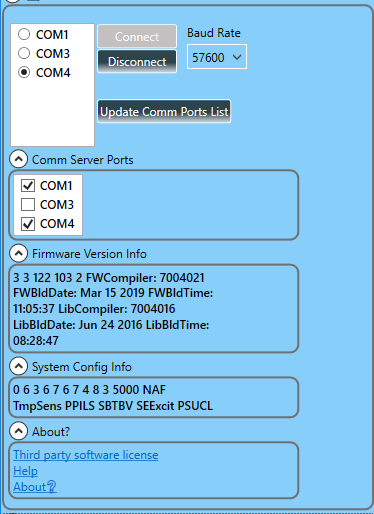 COM1
COM3
COM4
Connect
Disconnect
Baud Rate
57600
Update Comm Ports List
Comm Server Ports
COM1
COM3
COM4
Firmware Version Info
3 3 122 103 2 FWCompiler: 7004021
FWBldDate: Mar 15 2019 FWBldTime:
11:05:37 LibCompiler: 7004016
LibBldDate: Jun 24 2016 LibBldTime:
08:28:47
System Config Info
0 6 3 6 7 6 7 4 8 3 5000 NAF
TmpSens PPILS SBTBV SEExcit PSUCL
About?
Third party software license
Help
About?